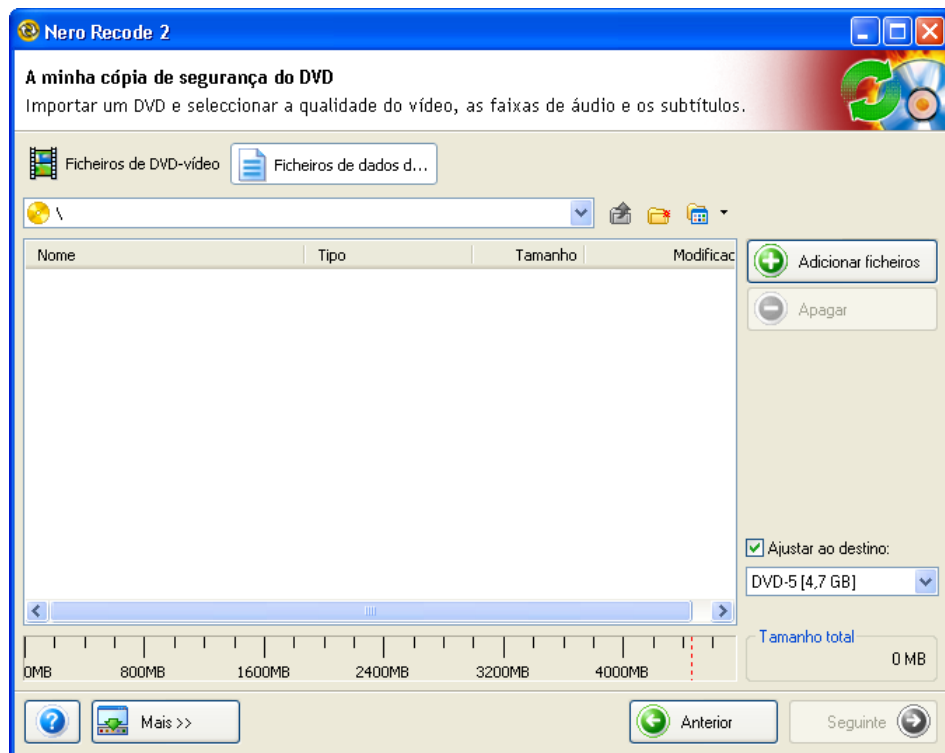 Nero Recode 2
A minha cópia de segurança do DVD
Importar um DVD e seleccionar a qualidade do vídeo, as faixas de áudio e os subtítulos.
Ficheiros de DVD-vídeo
Ficheiros de dados d...
\
Nome Tipo Tamanho Modificac
Adicionar ficheiros
Apagar
Ajustar ao destino:
DVD-5 [4,7 GB]
Tamanho total
0 MB
0MB 800MB 1600MB 2400MB 3200MB 4000MB
? Mais >> Anterior Seguinte